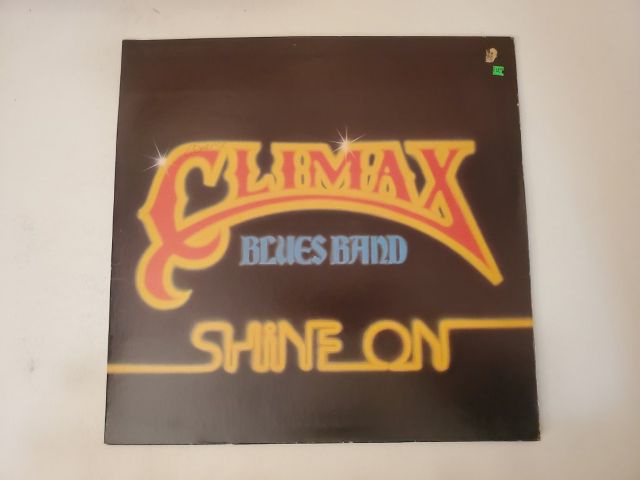 CLIMAX
BLUES BAND
SHINE ON